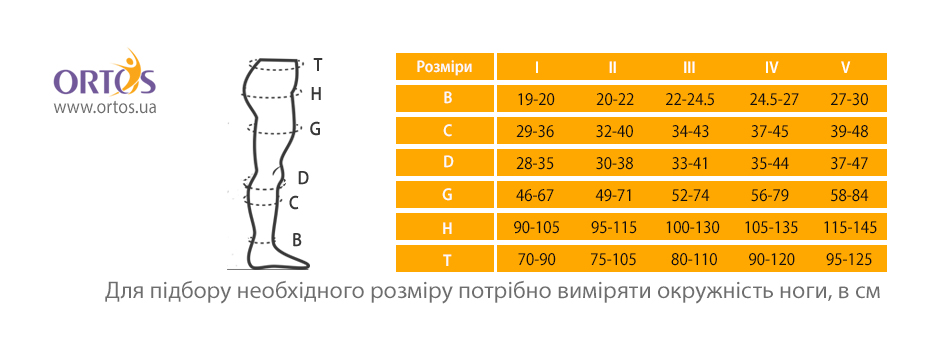 ORTOS
www.ortos.ua
T
H
G
D
C
B
Розміри I II III IV V
B 19-20 20-22 22-24.5 24.5-27 27-30
C 29-36 32-40 34-43 37-45 39-48
D 28-35 30-38 33-41 35-44 37-47
G 46-67 49-71 52-74 56-79 58-84
H 90-105 95-115 100-130 105-135 115-145
T 70-90 75-105 80-110 90-120 95-125
Для підбору необхідного розміру потрібно виміряти окружність ноги, в см